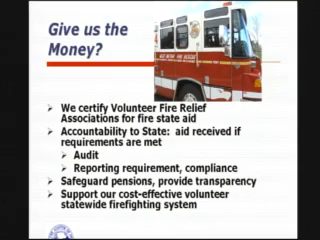 Give us the
Money?
We certify Volunteer Fire Relief
Associations for fire state aid
Accountability to State: aid received if
requirements are met
Audit
Reporting requirement, compliance
Safeguard pensions, provide transparency
Support our cost-effective volunteer
statewide firefighting system